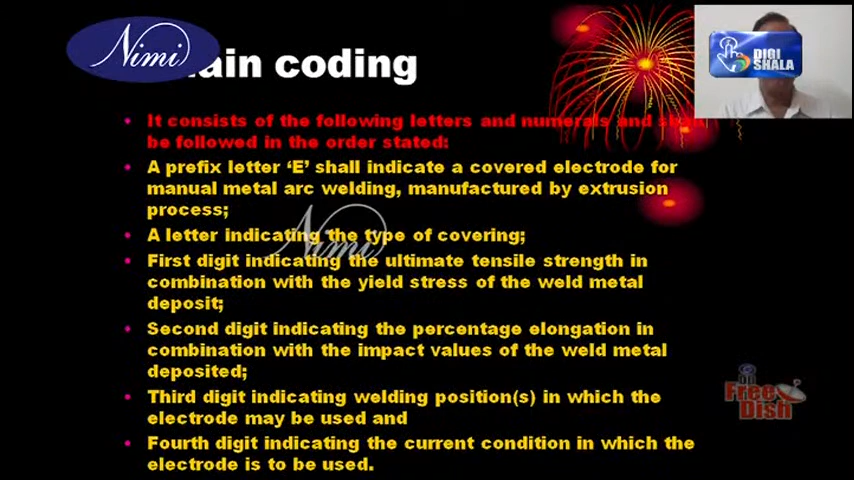 Nimi
ain coding
DIGI
SHALA
• It consists of the following letters and numerals and shall
be followed in the order stated:
• A prefix letter ‘E’ shall indicate a covered electrode for
manual metal arc welding, manufactured by extrusion
process;
• A letter indicating the type of covering;
Nimi
• First digit indicating the ultimate tensile strength in
combination with the yield stress of the weld metal
deposit;
• Second digit indicating the percentage elongation in
combination with the impact values of the weld metal
deposited;
• Third digit indicating welding position(s) in which the
electrode may be used and
• Fourth digit indicating the current condition in which the
electrode is to be used.
Free
Dish